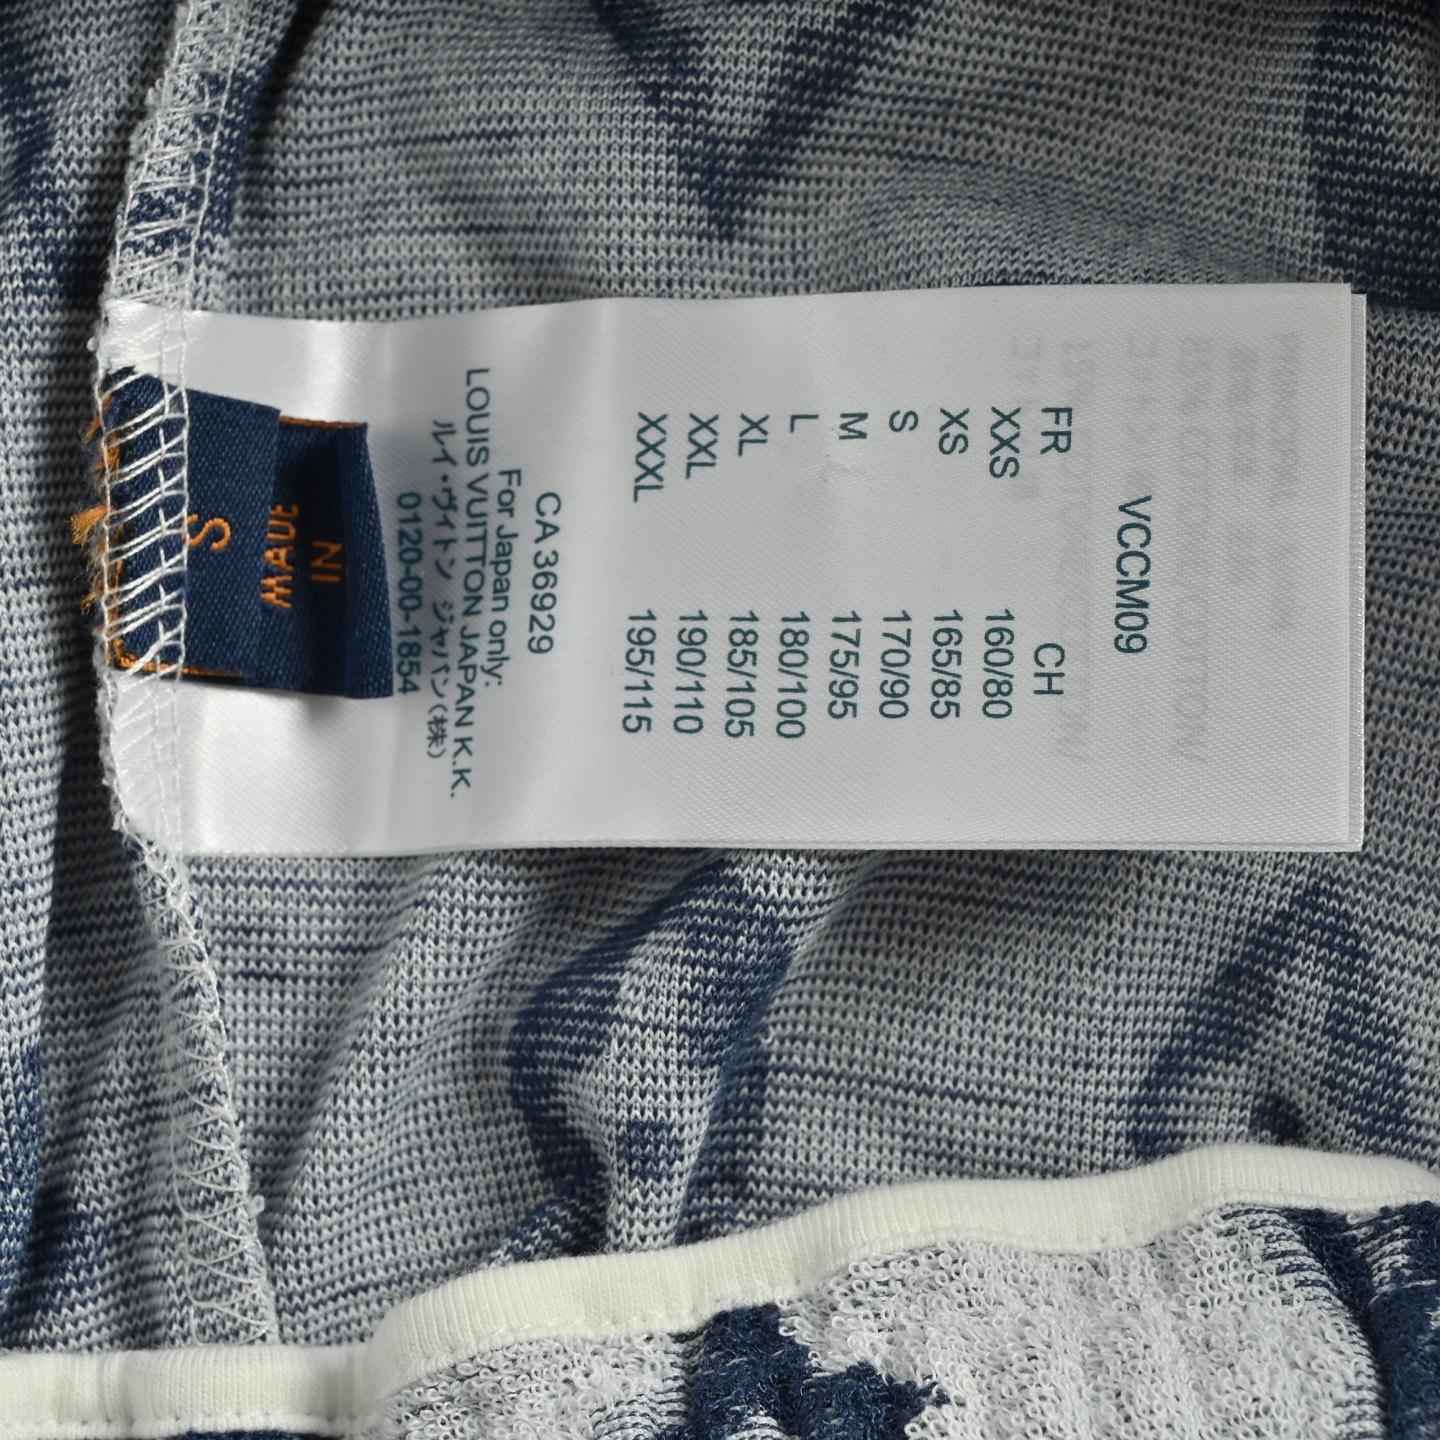 VCCM09
FR CH
XXS 160/80
XS 165/85
S 170/90
M 175/95
L 180/100
XL 185/105
XXL 190/110
XXXL 195/115
CA 36929
For Japan only:
LOUIS VUITTON JAPAN K.K.
ルイ・ヴィトン ジャパン(株)
0120-00-1854
S
MADE
IN